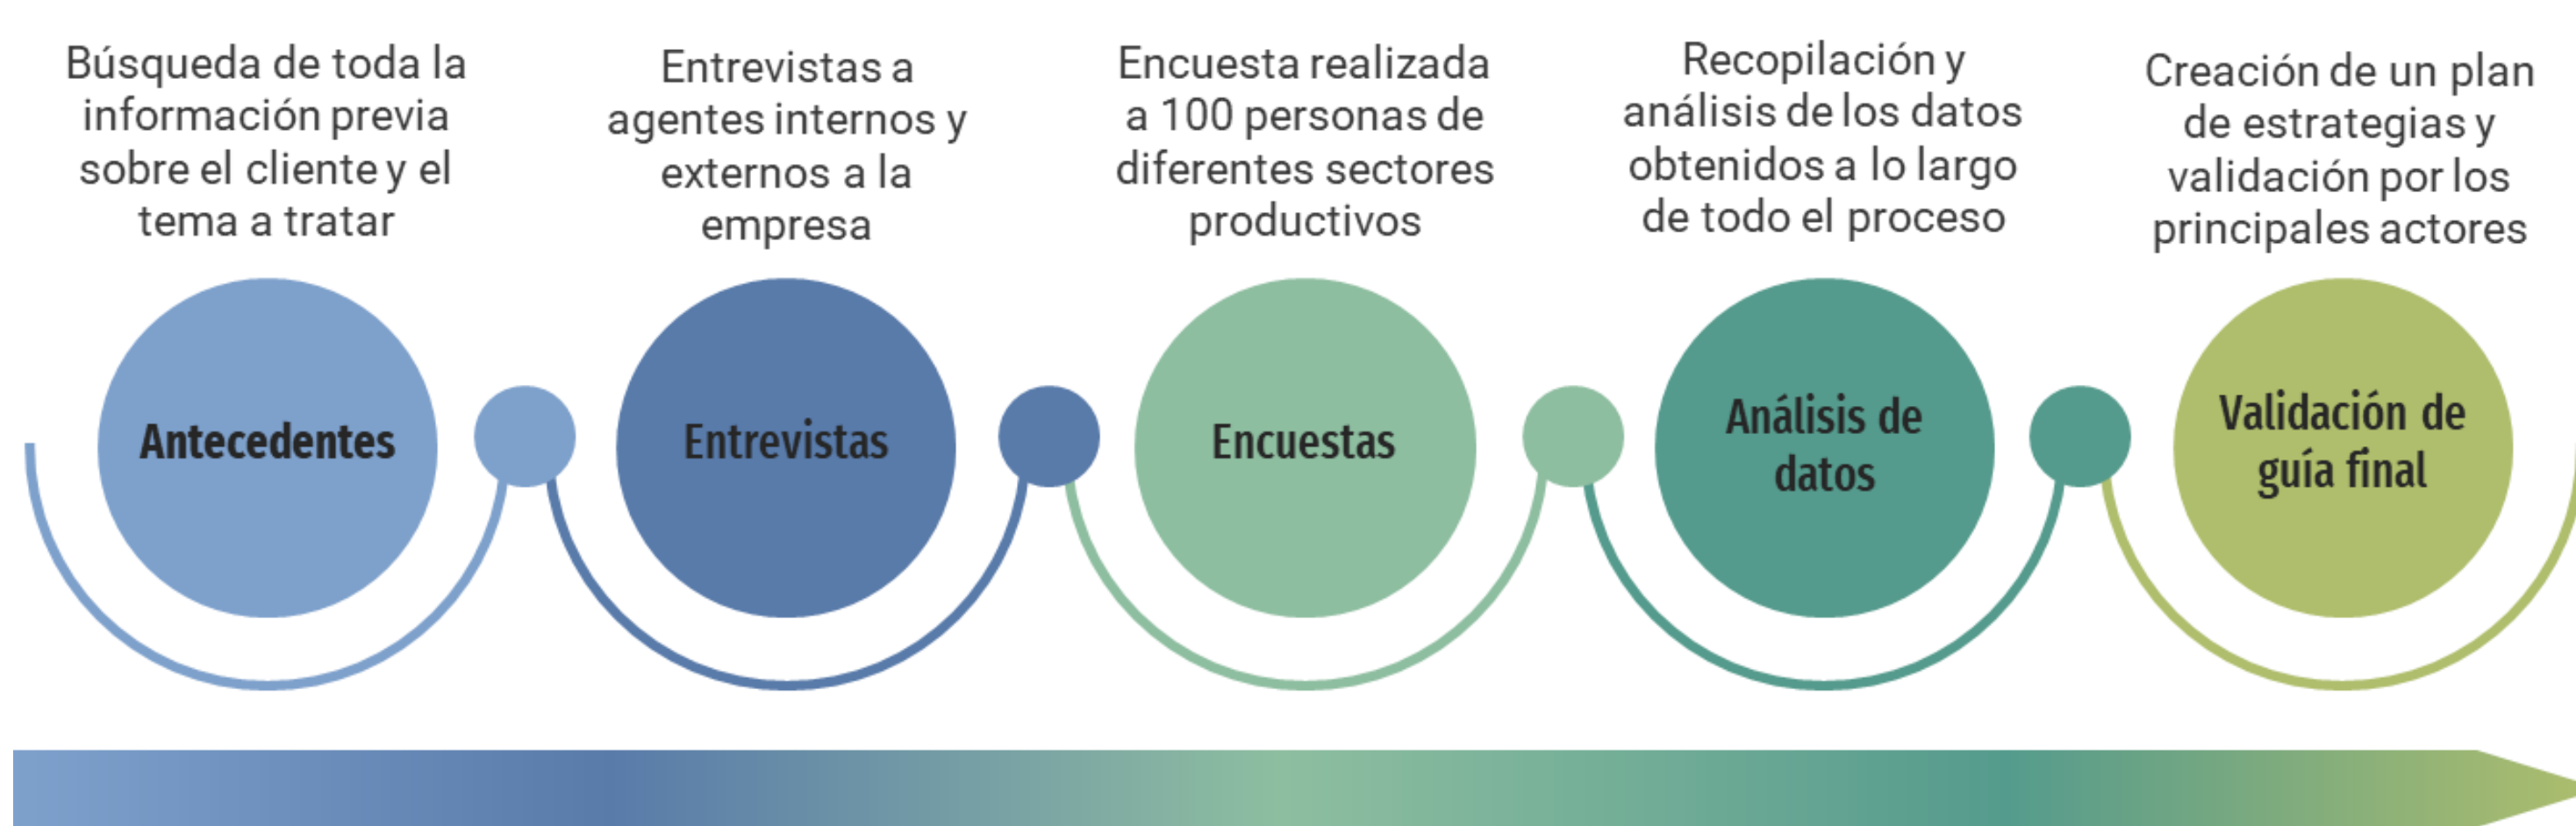 Búsqueda de toda la
información previa
sobre el cliente y el
tema a tratar
Entrevistas a
agentes internos y
externos a la
empresa
Encuesta realizada
a 100 personas de
diferentes sectores
productivos
Recopilación y
análisis de los datos
obtenidos a lo largo
de todo el proceso
Creación de un plan
de estrategias y
validación por los
principales actores
Antecedentes
Entrevistas
Encuestas
Análisis de
datos
Validación de
guía final